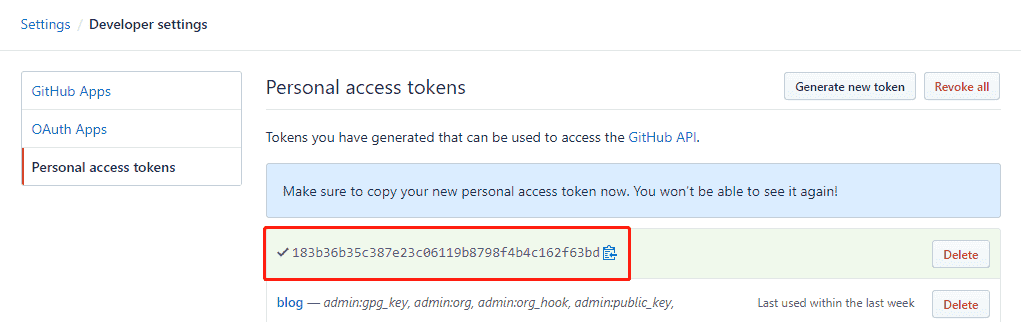 Settings / Developer settings
GitHub Apps
OAuth Apps
Personal access tokens
Personal access tokens
Generate new token
Revoke all
Tokens you have generated that can be used to access the GitHub API.
Make sure to copy your new personal access token now. You won't be able to see it again!
183b36b35c387e23c06119b8798f4b4c162f63bd
Delete
blog — admin:gpg_key, admin:org, admin:org_hook, admin:public_key,
Last used within the last week
Delete